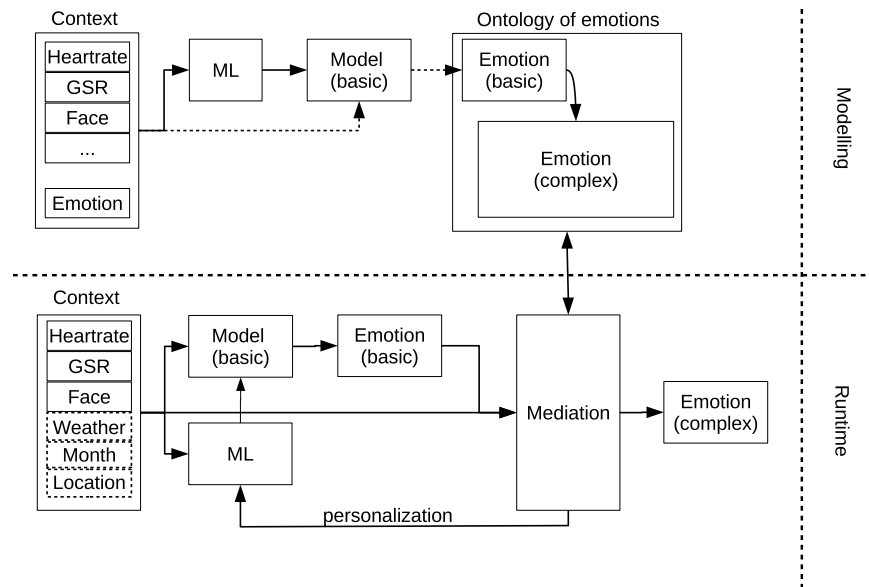 Context
Heartrate
GSR
Face
...
Emotion
ML
Model
(basic)
Ontology of emotions
Emotion
(basic)
Emotion
(complex)
Modelling
Context
Heartrate
GSR
Face
Weather
Month
Location
Model
(basic)
Emotion
(basic)
ML
personalization
Mediation
Emotion
(complex)
Runtime